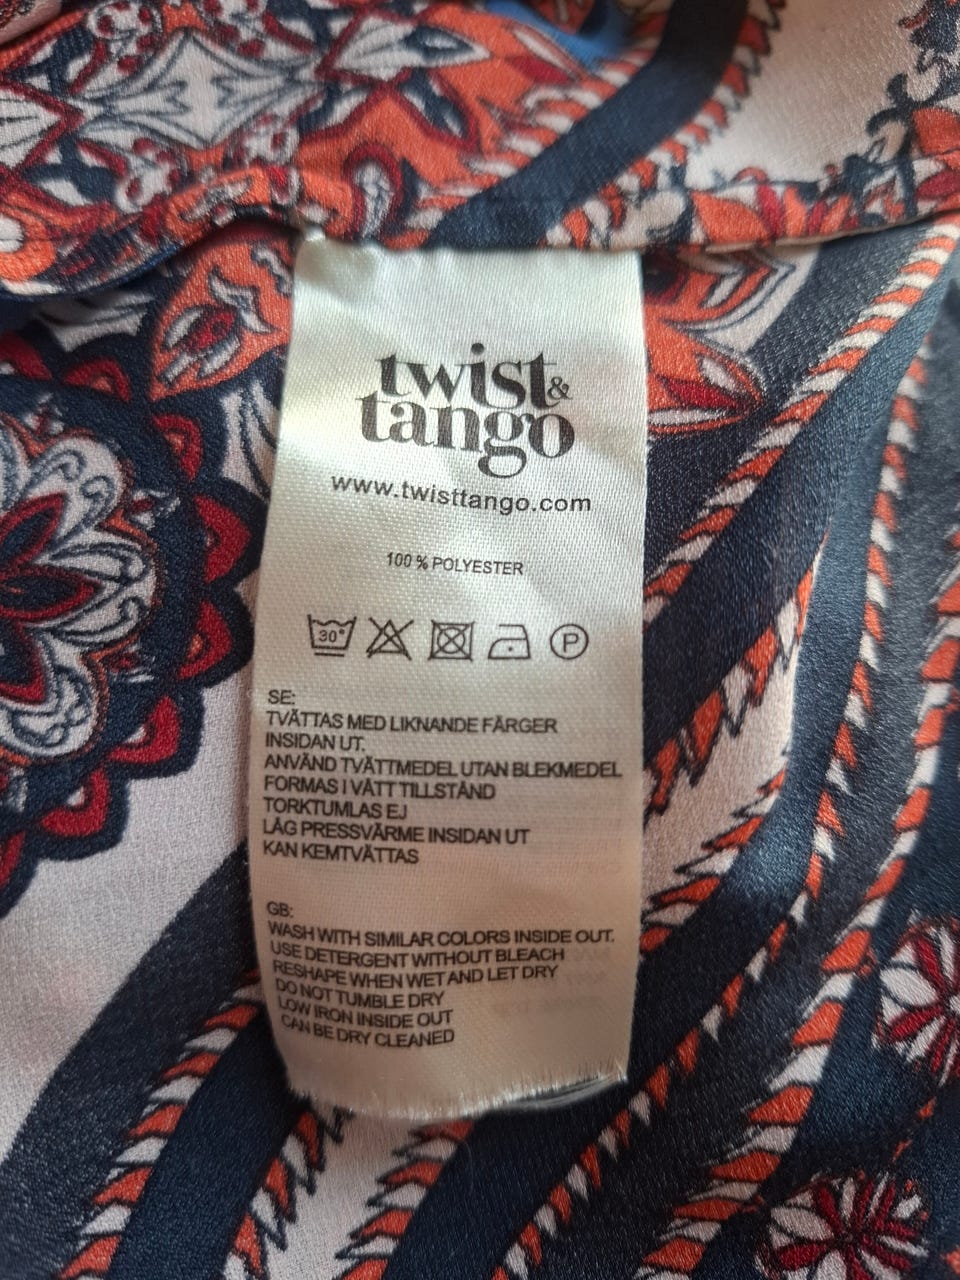 twist&
tango
www.twisttango.com
100 % POLYESTER
30° P
SE:
TVÄTTAS MED LIKNANDE FÄRGER
INSIDAN UT.
ANVÄND TVÄTTMEDEL UTAN BLEKMEDEL
FORMAS I VÅTT TILLSTÅND
TORKTUMLAS EJ
LÅG PRESSVÄRME INSIDAN UT
KAN KEMTVÄTTAS
GB:
WASH WITH SIMILAR COLORS INSIDE OUT.
USE DETERGENT WITHOUT BLEACH
RESHAPE WHEN WET AND LET DRY
DO NOT TUMBLE DRY
LOW IRON INSIDE OUT
CAN BE DRY CLEANED